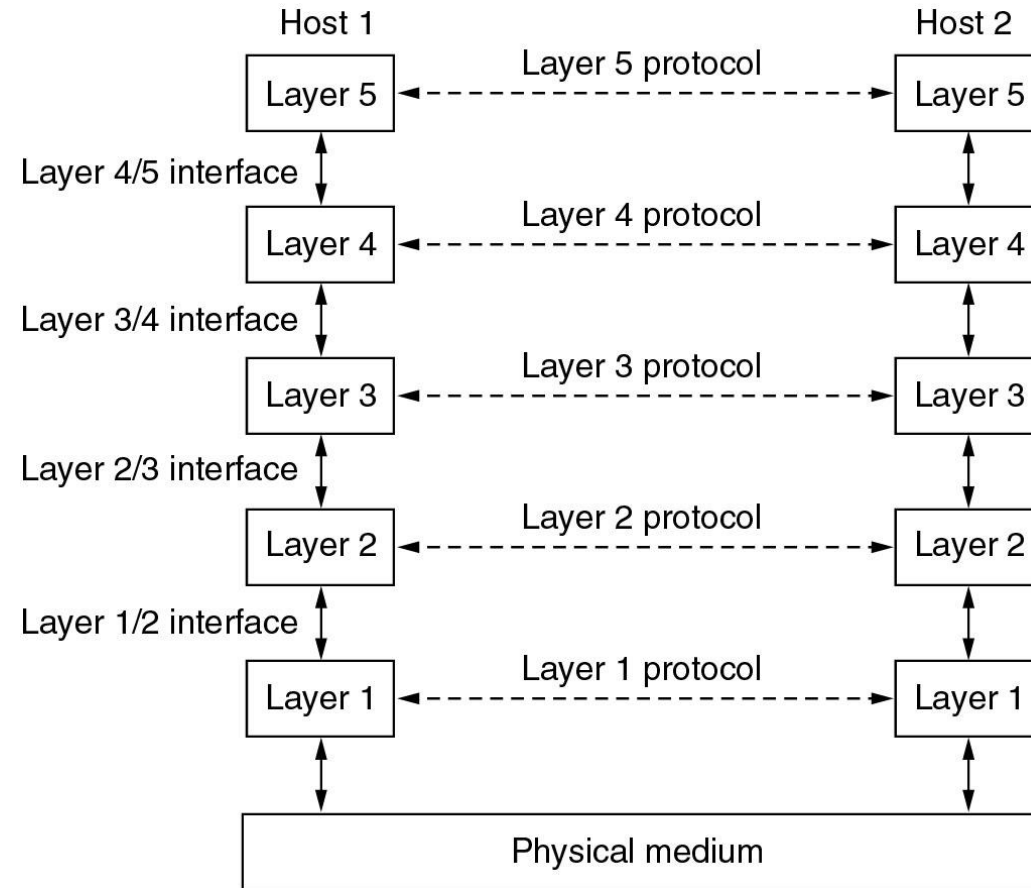 Host 1
Host 2
Layer 5 protocol
Layer 5
Layer 5
Layer 4/5 interface
Layer 4 protocol
Layer 4
Layer 4
Layer 3/4 interface
Layer 3 protocol
Layer 3
Layer 3
Layer 2/3 interface
Layer 2 protocol
Layer 2
Layer 2
Layer 1/2 interface
Layer 1 protocol
Layer 1
Layer 1
Physical medium